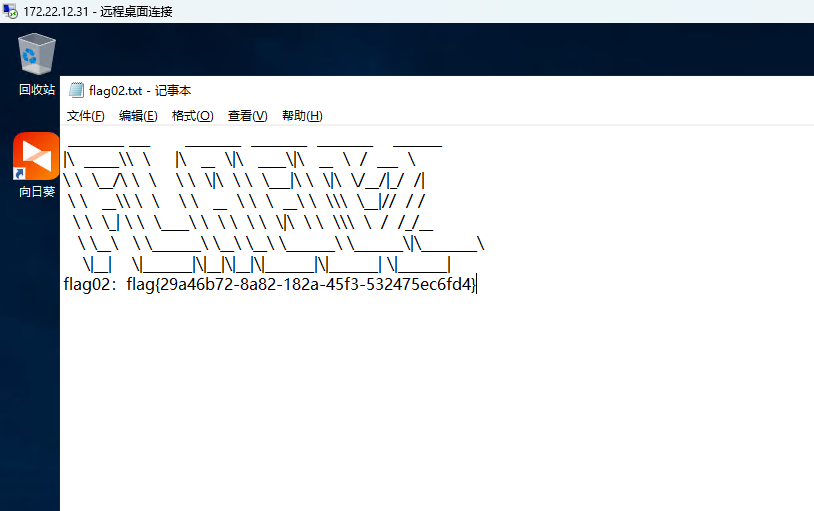 172.22.12.31 - 远程桌面连接
回收站
flag02.txt - 记事本
文件(F) 编辑(E) 格式(O) 查看(V) 帮助(H)
向日葵
flag02：flag{29a46b72-8a82-182a-45f3-532475ec6fd4}